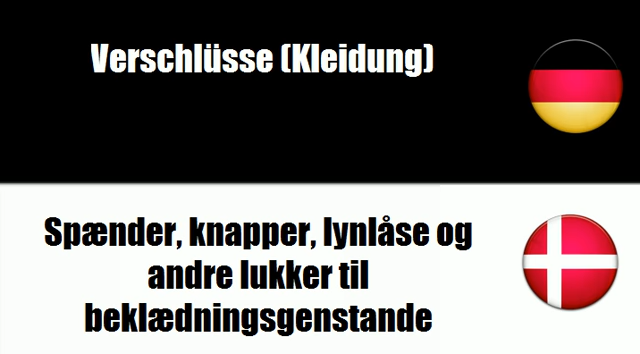 Verschlüsse (Kleidung)
Spænder, knapper, lynlåse og
andre lukker til
beklædningsgenstande